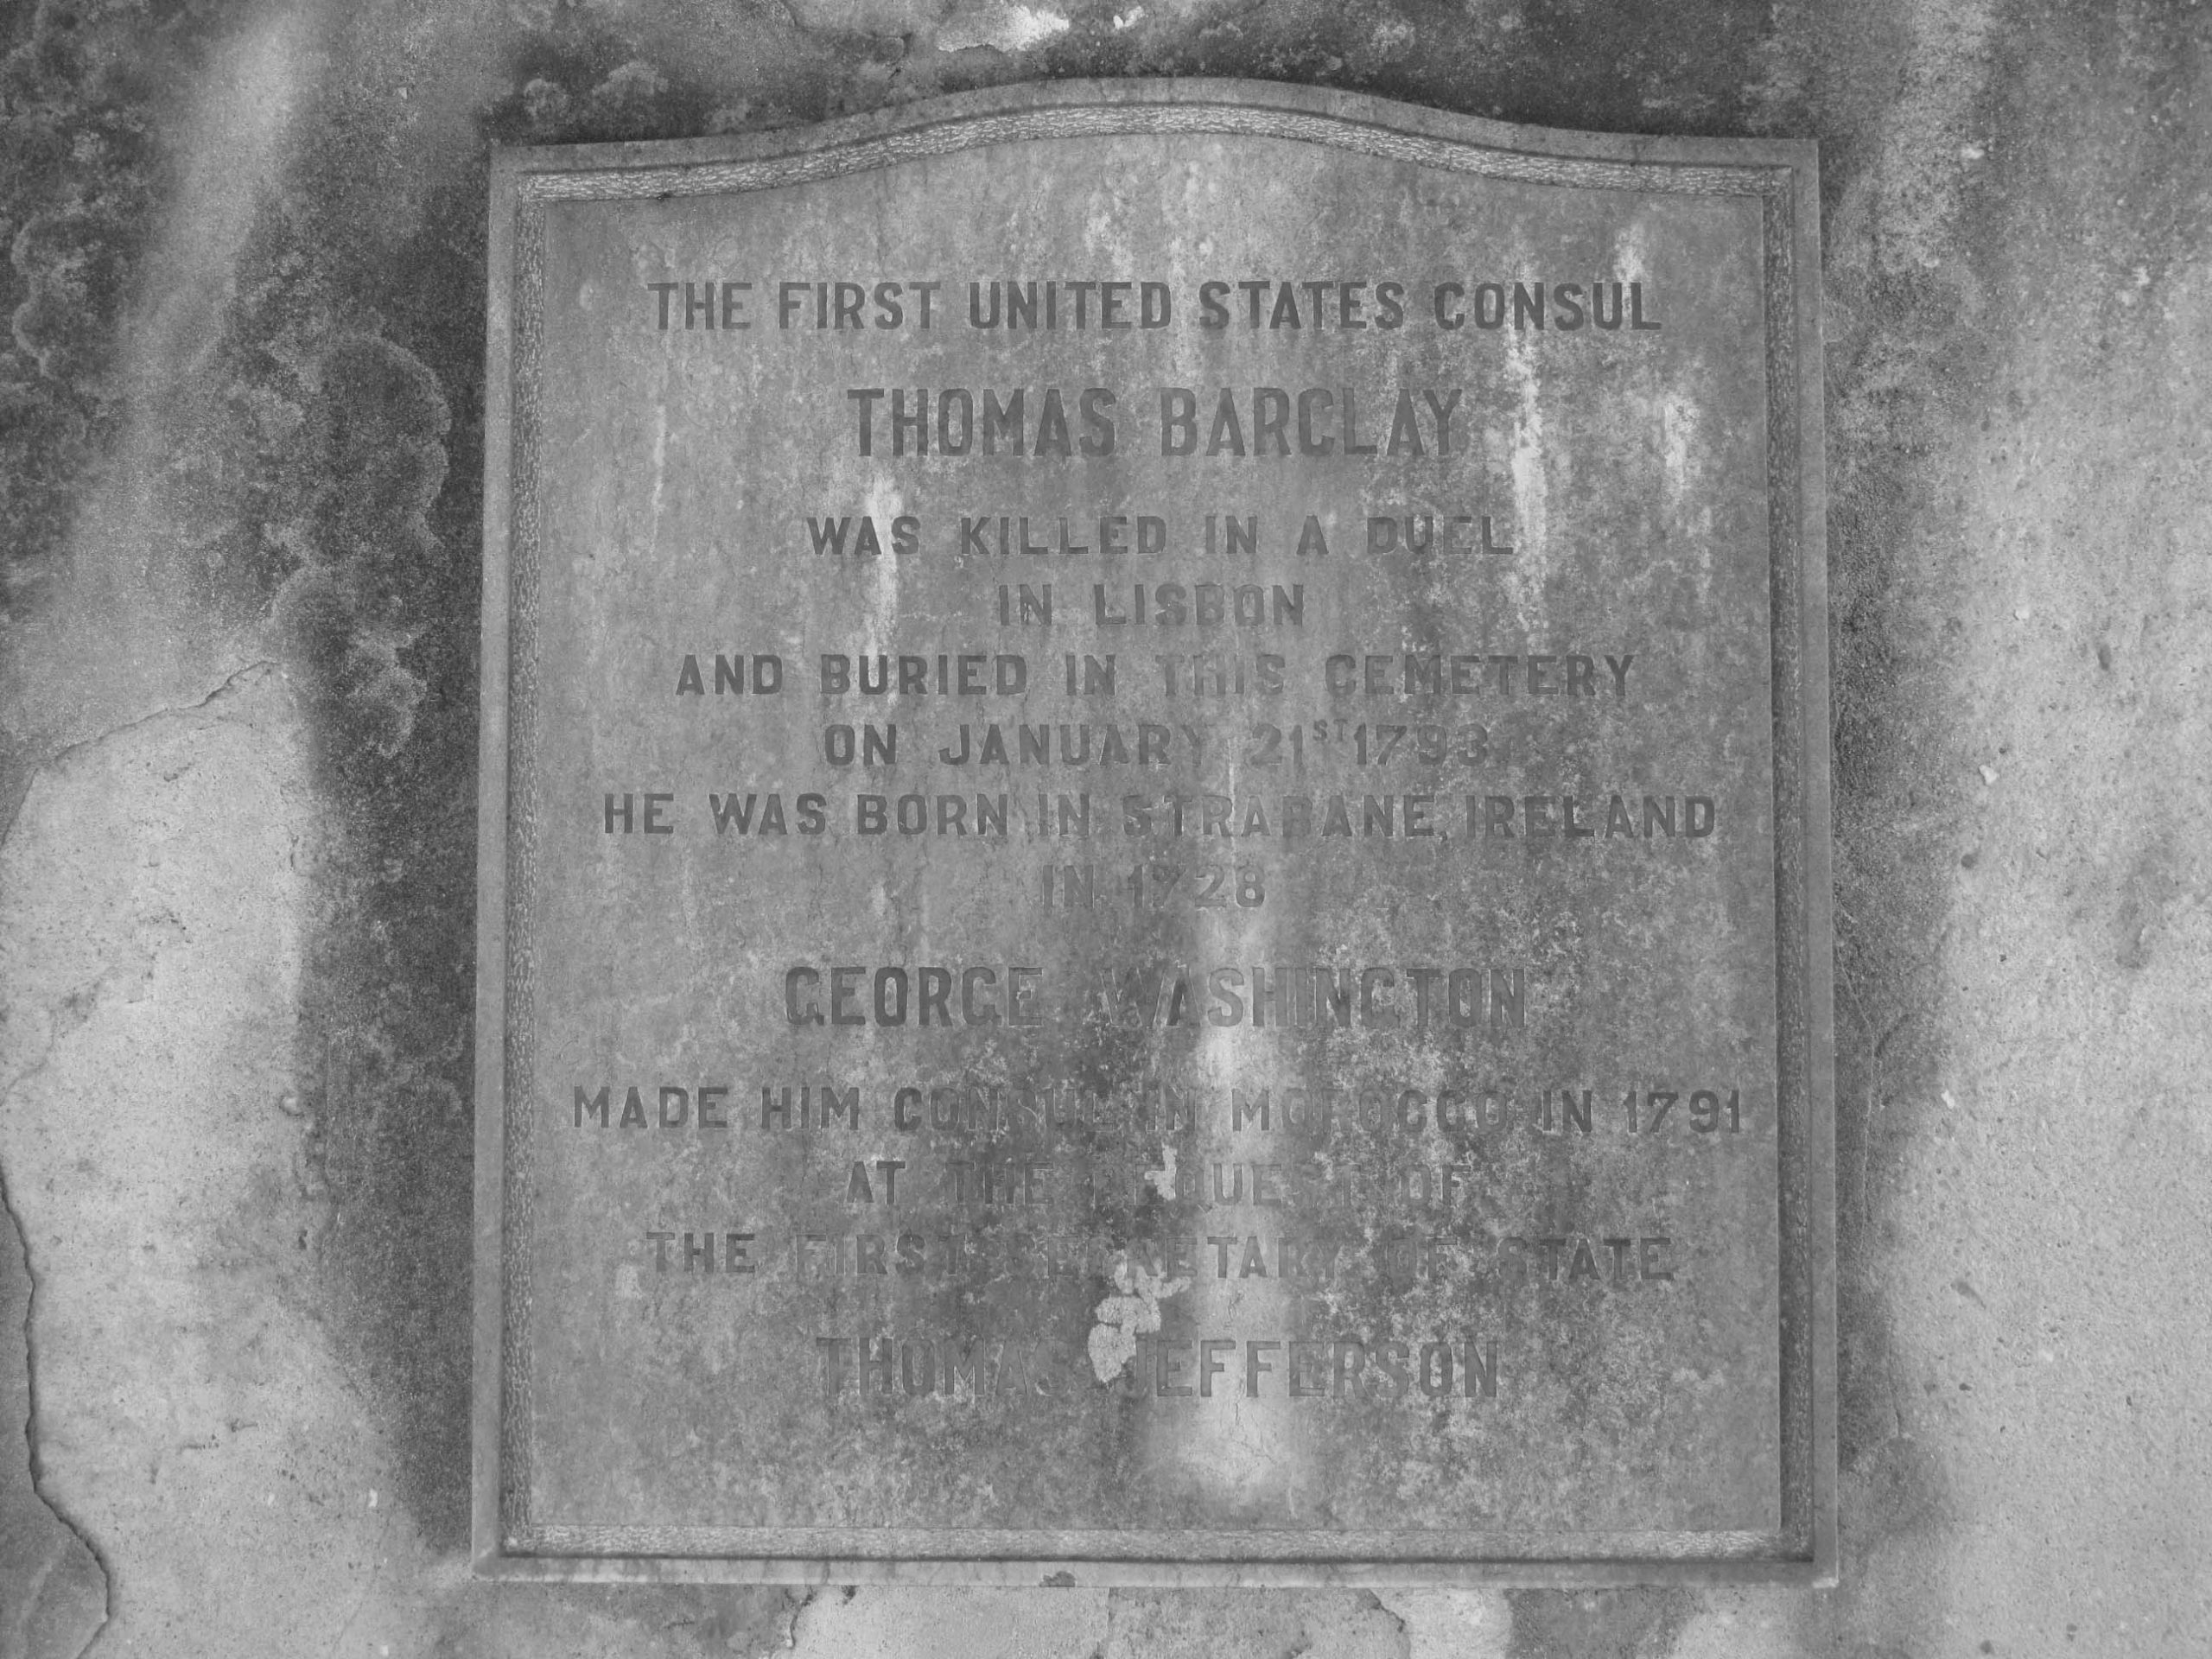 THE FIRST UNITED STATES CONSUL
THOMAS BARCLAY
WAS KILLED IN A DUEL
IN LISBON
AND BURIED IN THIS CEMETERY
ON JANUARY 21ST 1793
HE WAS BORN IN STRABANE, IRELAND
IN 1728
GEORGE WASHINGTON
MADE HIM CONSUL IN MOROCCO IN 1791
AT THE REQUEST OF
THE FIRST SECRETARY OF STATE
THOMAS JEFFERSON